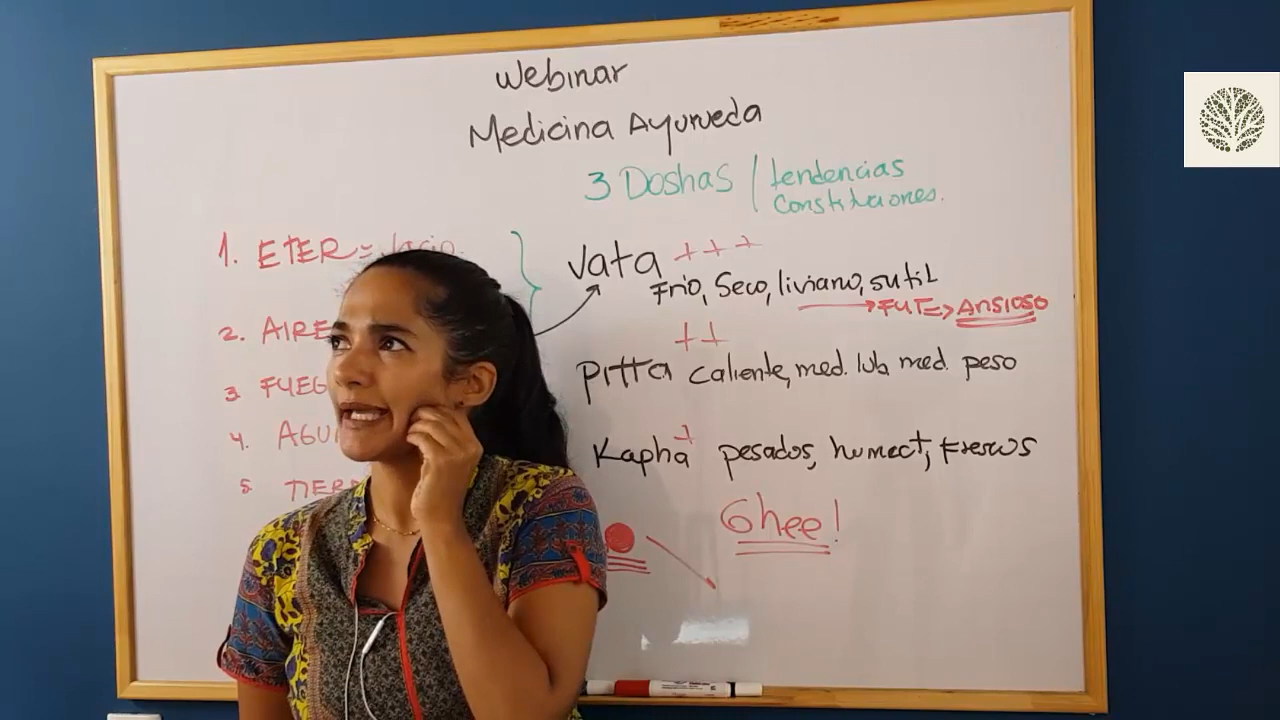 Webinar
Medicina Ayurveda
3 Doshas / tendencias
constituciones.
1. ETER
2. AIRE
3 FUEG
4. AGU
5 TIERR
Vata +++
Frio, Seco, liviano, sutil
Ansioso
++
Pitta caliente, med. lub med. peso
Kapha + pesados, humect, frescos
Ghee!